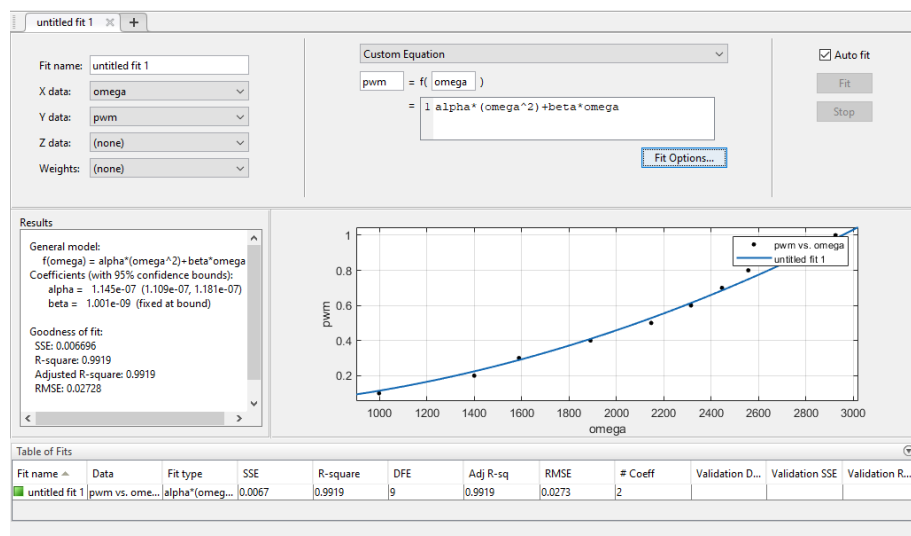 untitled fit 1
+
Fit name: untitled fit 1
X data: omega
Y data: pwm
Z data: (none)
Weights: (none)
Custom Equation
pwm = f( omega )
= 1 alpha*(omega^2)+beta*omega
Fit Options...
Auto fit
Fit
Stop
Results
General model:
f(omega) = alpha*(omega^2)+beta*omega
Coefficients (with 95% confidence bounds):
alpha = 1.145e-07 (1.109e-07, 1.181e-07)
beta = 1.001e-09 (fixed at bound)
Goodness of fit:
SSE: 0.006696
R-square: 0.9919
Adjusted R-square: 0.9919
RMSE: 0.02728
pwm vs. omega
untitled fit 1
1
0.8
0.6
0.4
0.2
pwm
1000 1200 1400 1600 1800 2000 2200 2400 2600 2800 3000
omega
Table of Fits
Fit name Data Fit type SSE R-square DFE Adj R-sq RMSE # Coeff Validation D... Validation SSE Validation R...
untitled fit 1 pwm vs. ome... alpha*(omeg... 0.0067 0.9919 9 0.9919 0.0273 2